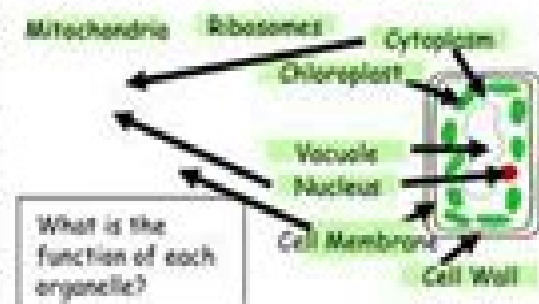 Mitochondria Ribosomes
Cytoplasm
Chloroplast
Vacuole
Nucleus
Cell Membrane
Cell Wall
What is the
function of each
organelle?